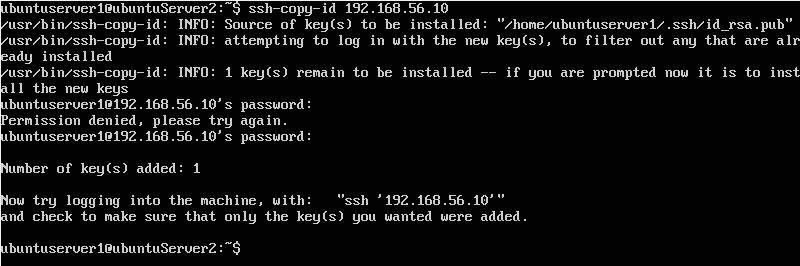 ubuntuserver1@ubuntuServer2:~$ ssh-copy-id 192.168.56.10
/usr/bin/ssh-copy-id: INFO: Source of key(s) to be installed: "/home/ubuntuserver1/.ssh/id_rsa.pub"
/usr/bin/ssh-copy-id: INFO: attempting to log in with the new key(s), to filter out any that are alr
eady installed
/usr/bin/ssh-copy-id: INFO: 1 key(s) remain to be installed -- if you are prompted now it is to inst
all the new keys
ubuntuserver1@192.168.56.10's password:
Permission denied, please try again.
ubuntuserver1@192.168.56.10's password:
Number of key(s) added: 1
Now try logging into the machine, with:   "ssh '192.168.56.10'"
and check to make sure that only the key(s) you wanted were added.
ubuntuserver1@ubuntuServer2:~$